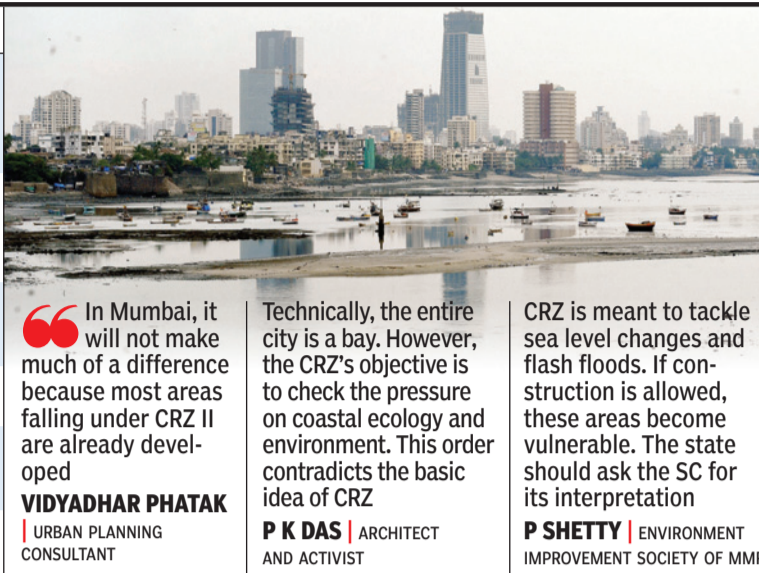 In Mumbai, it
will not make
much of a difference
because most areas
falling under CRZ II
are already devel-
oped
VIDYADHAR PHATAK
| URBAN PLANNING
CONSULTANT
Technically, the entire
city is a bay. However,
the CRZ’s objective is
to check the pressure
on coastal ecology and
environment. This order
contradicts the basic
idea of CRZ
P K DAS | ARCHITECT
AND ACTIVIST
CRZ is meant to tackle
sea level changes and
flash floods. If con-
struction is allowed,
these areas become
vulnerable. The state
should ask the SC for
its interpretation
P SHETTY | ENVIRONMENT
IMPROVEMENT SOCIETY OF